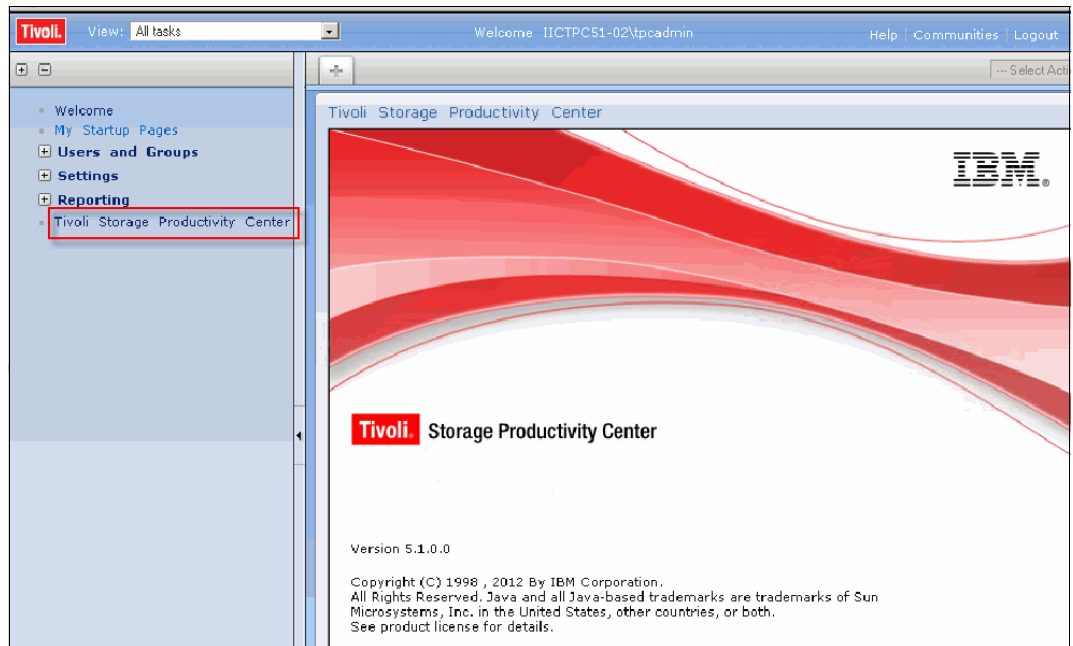 Tivoli. View: All tasks Welcome IICTPC51-02\tpcadmin Help | Communities | Logout
--- Select Acti
Welcome
My Startup Pages
Users and Groups
Settings
Reporting
Tivoli Storage Productivity Center
Tivoli Storage Productivity Center
IBM®
Tivoli. Storage Productivity Center
Version 5.1.0.0
Copyright (C) 1998 , 2012 By IBM Corporation.
All Rights Reserved. Java and all Java-based trademarks are trademarks of Sun
Microsystems, Inc. in the United States, other countries, or both.
See product license for details.